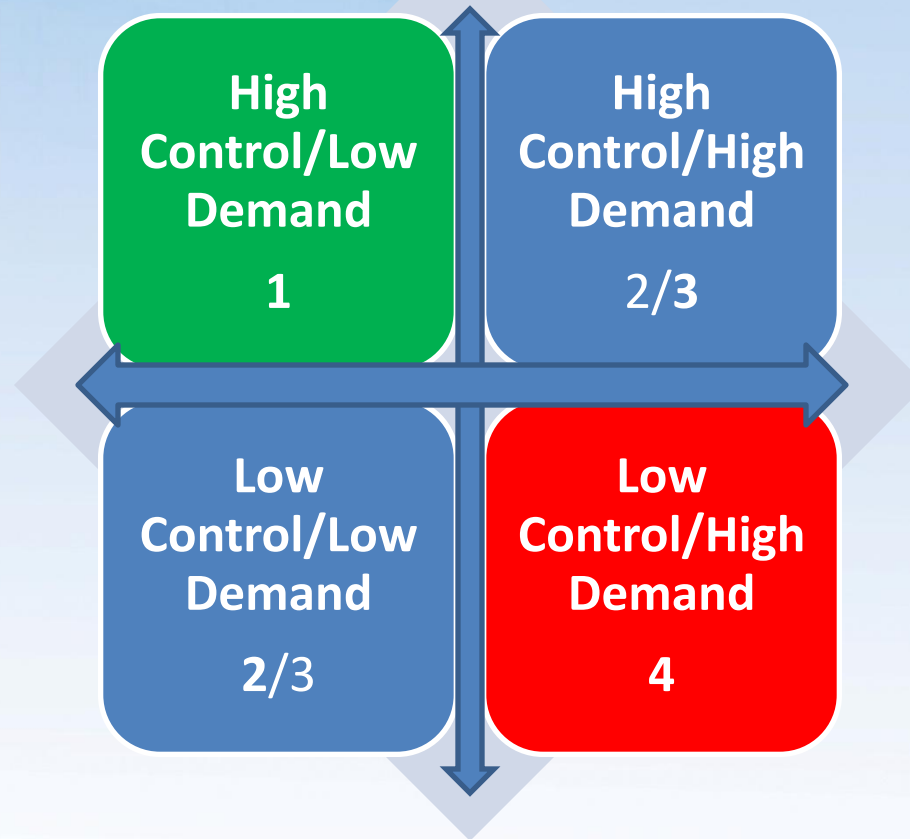 High
Control/Low
Demand
1
High
Control/High
Demand
2/3
Low
Control/Low
Demand
2/3
Low
Control/High
Demand
4